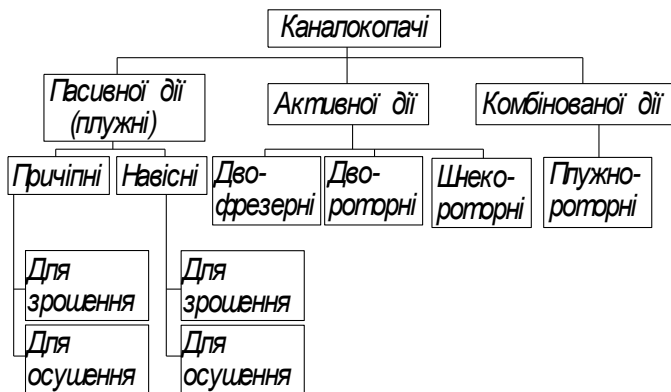 Каналокопачі
Пасивної дії
(плужні)
Активної дії
Комбінованої дії
Причіпні
Навісні
Дво-
фрезерні
Дво-
роторні
Шнеко-
роторні
Плужно-
роторні
Для
зрошення
Для
осушення
Для
зрошення
Для
осушення